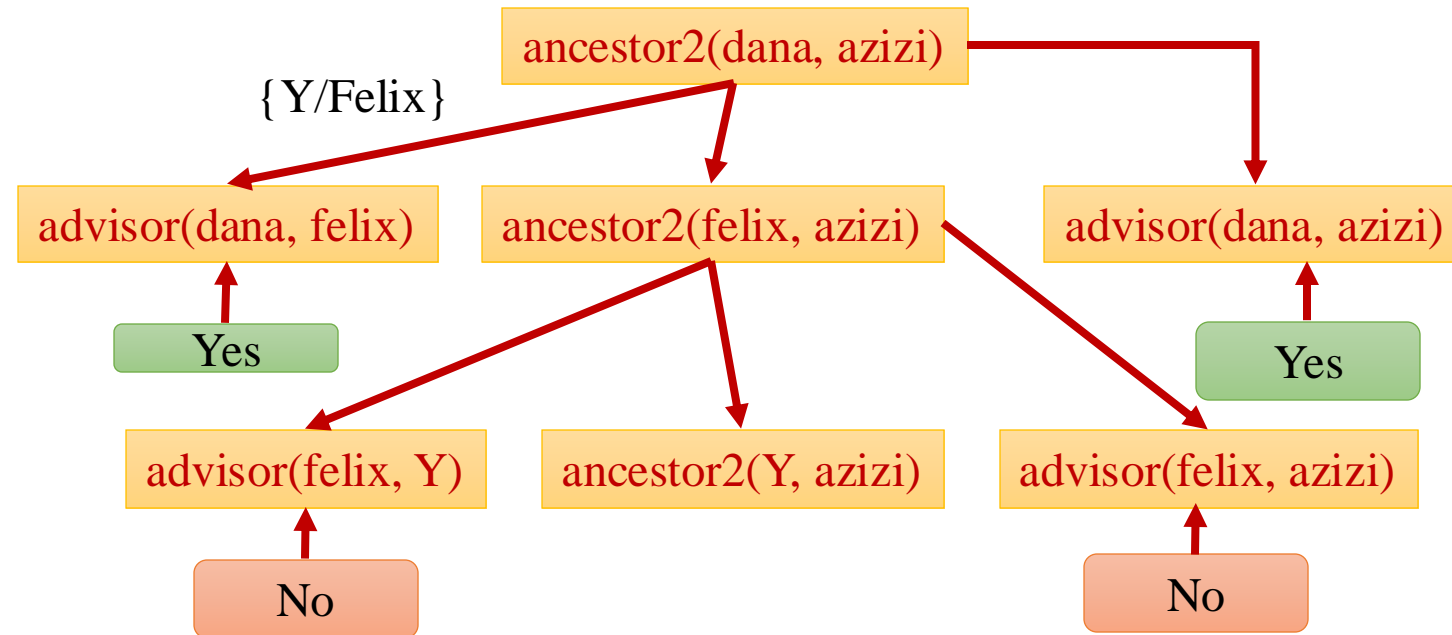 ancestor2(dana, azizi)
{Y/Felix}
advisor(dana, felix)
ancestor2(felix, azizi)
advisor(dana, azizi)
Yes
Yes
advisor(felix, Y)
ancestor2(Y, azizi)
advisor(felix, azizi)
No
No